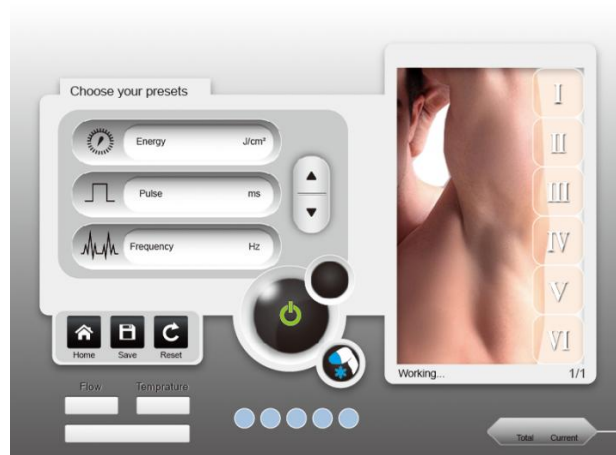 Choose your presets
Energy J/cm²
Pulse ms
Frequency Hz
Home Save Reset
Flow Temprature
I
II
III
IV
V
VI
Working... 1/1
Total Current